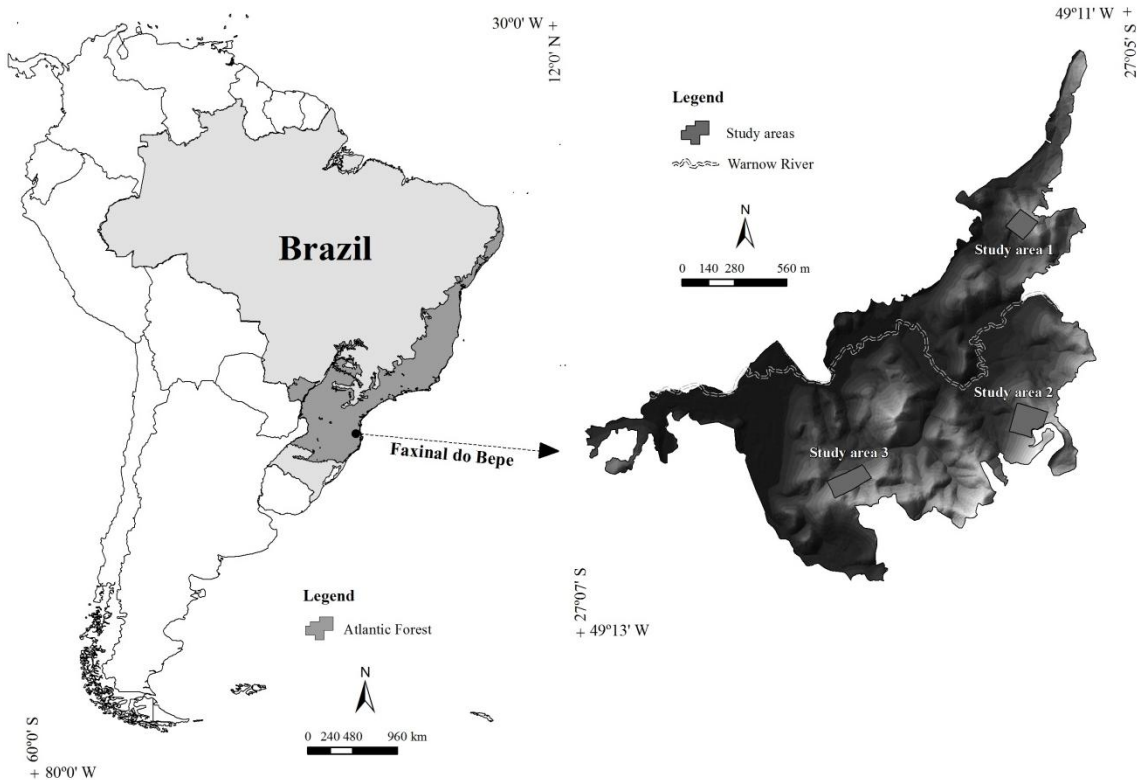 30º0' W +
12º0' N +
Brazil
Faxinal do Bepe
Legend
Atlantic Forest
N
0 240 480 960 km
+ 60º0' S
+ 80º0' W
49º11' W +
27º05' S +
Legend
Study areas
Warnow River
N
0 140 280 560 m
Study area 1
Study area 2
Study area 3
27º07' S
+ 49º13' W